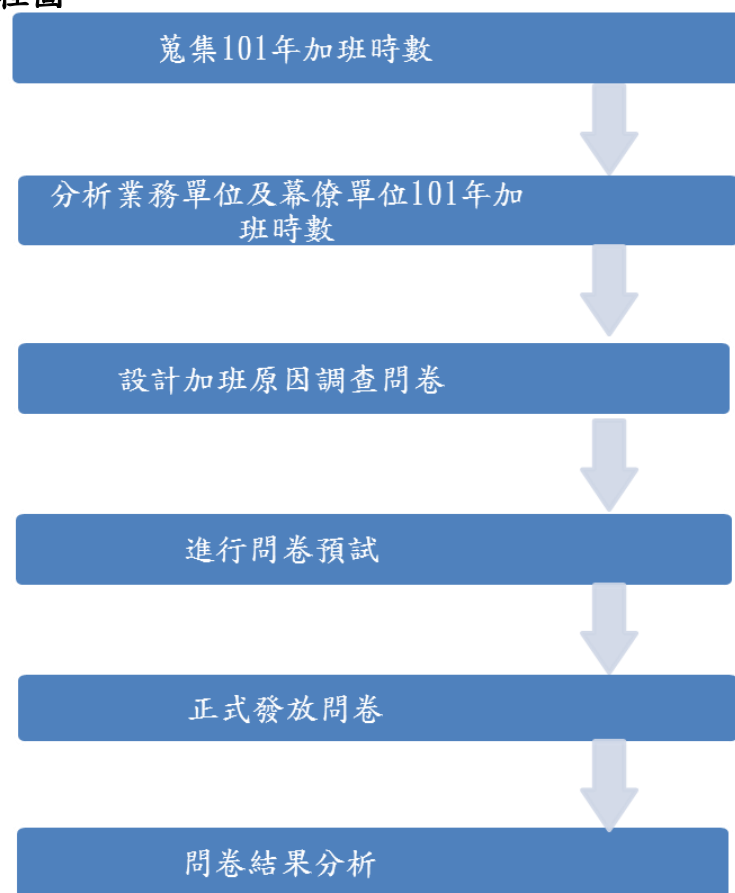 蒐集101年加班時數
分析業務單位及幕僚單位101年加
班時數
設計加班原因調查問卷
進行問卷預試
正式發放問卷
問卷結果分析